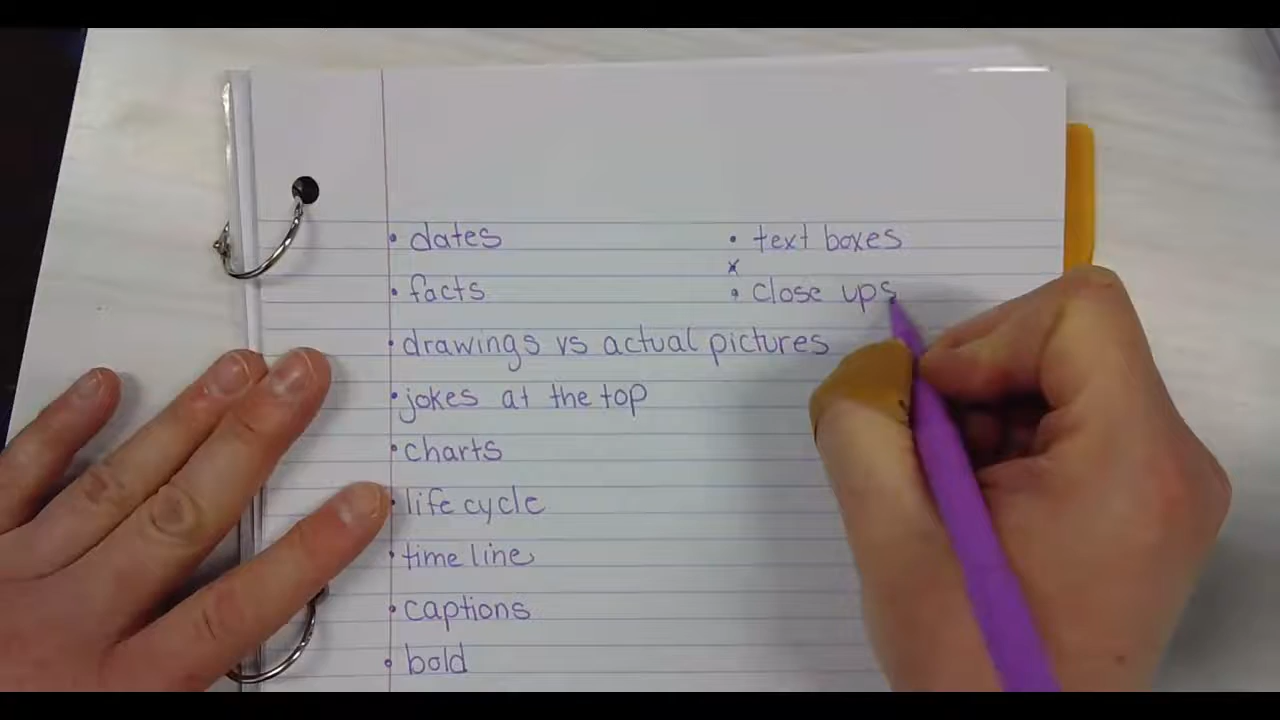 • dates
• facts
• drawings vs actual pictures
• jokes at the top
• charts
• life cycle
• time line
• captions
• bold
• text boxes
x
• close ups